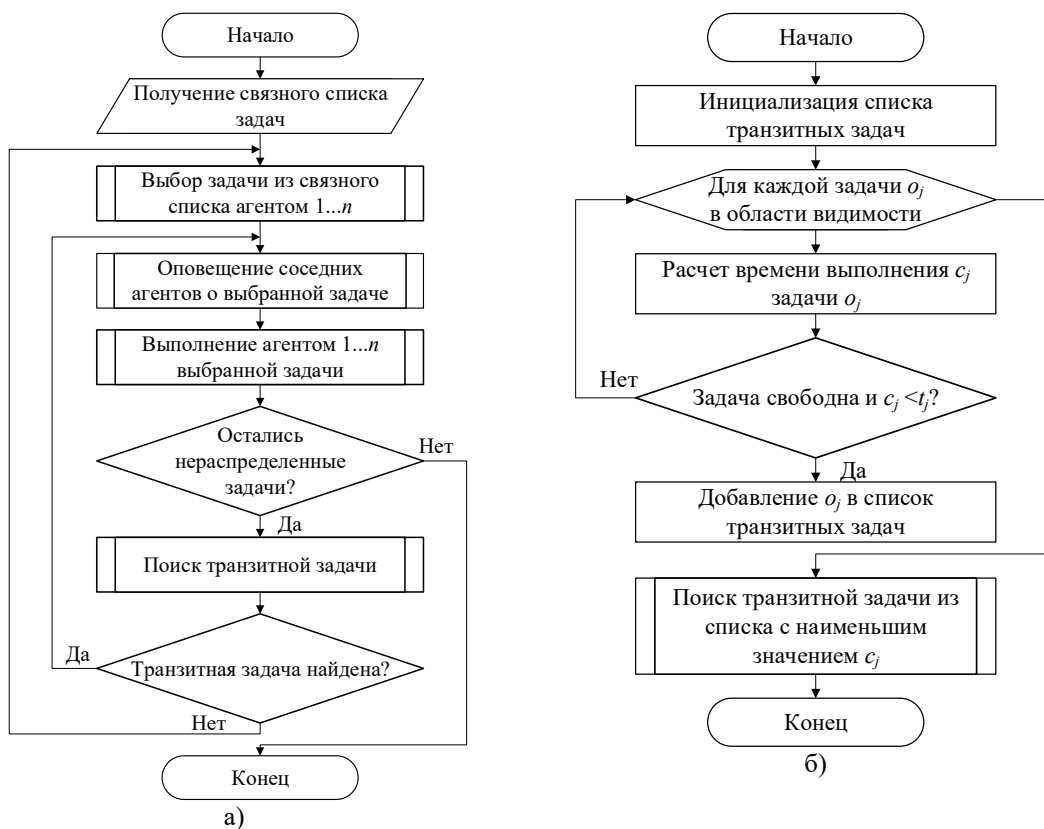 Начало
Получение связного списка
задач
Выбор задачи из связного
списка агентом 1...n
Оповещение соседних
агентов о выбранной задаче
Выполнение агентом 1...n
выбранной задачи
Остались
нераспределенные
задачи?
Нет
Да
Поиск транзитной задачи
Да
Транзитная задача найдена?
Нет
Конец
а)
Начало
Инициализация списка
транзитных задач
Для каждой задачи oj
в области видимости
Расчет времени выполнения cj
задачи oj
Нет
Задача свободна и cj <tj?
Да
Добавление oj в список
транзитных задач
Поиск транзитной задачи из
списка с наименьшим
значением cj
Конец
б)